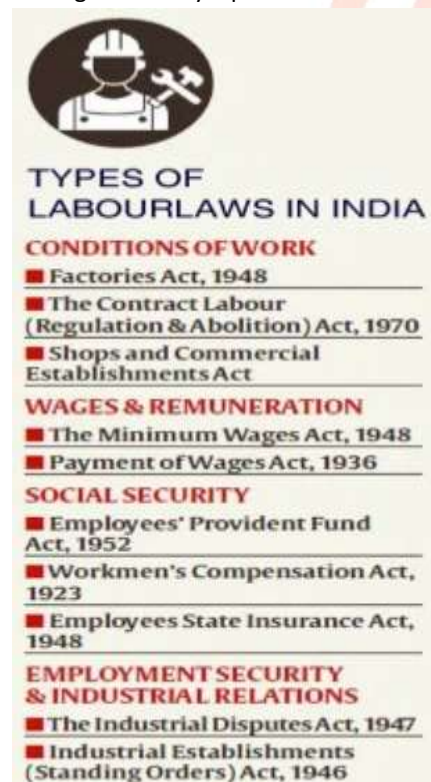 TYPES OF
LABOURLAWS IN INDIA
CONDITIONS OF WORK
Factories Act, 1948
The Contract Labour
(Regulation & Abolition) Act, 1970
Shops and Commercial
Establishments Act
WAGES & REMUNERATION
The Minimum Wages Act, 1948
Payment of Wages Act, 1936
SOCIAL SECURITY
Employees' Provident Fund
Act, 1952
Workmen's Compensation Act,
1923
Employees State Insurance Act,
1948
EMPLOYMENT SECURITY
& INDUSTRIAL RELATIONS
The Industrial Disputes Act, 1947
Industrial Establishments
(Standing Orders) Act, 1946